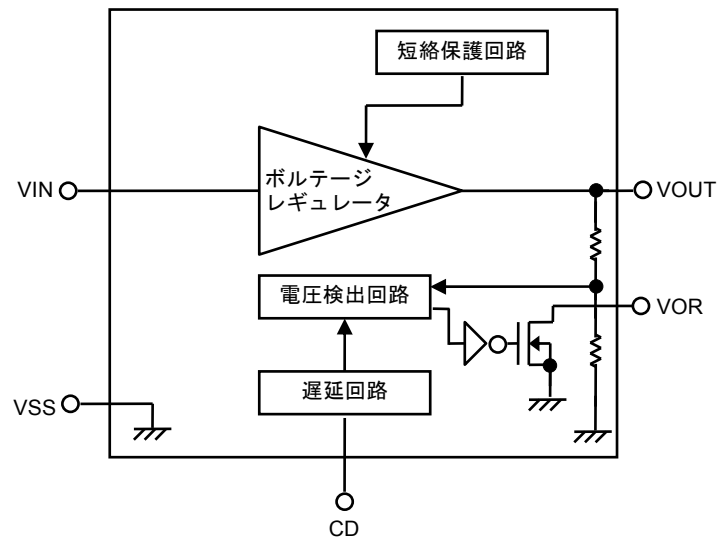 短絡保護回路
ボルテージ
レギュレータ
VIN
VOUT
電圧検出回路
VOR
遅延回路
VSS
CD